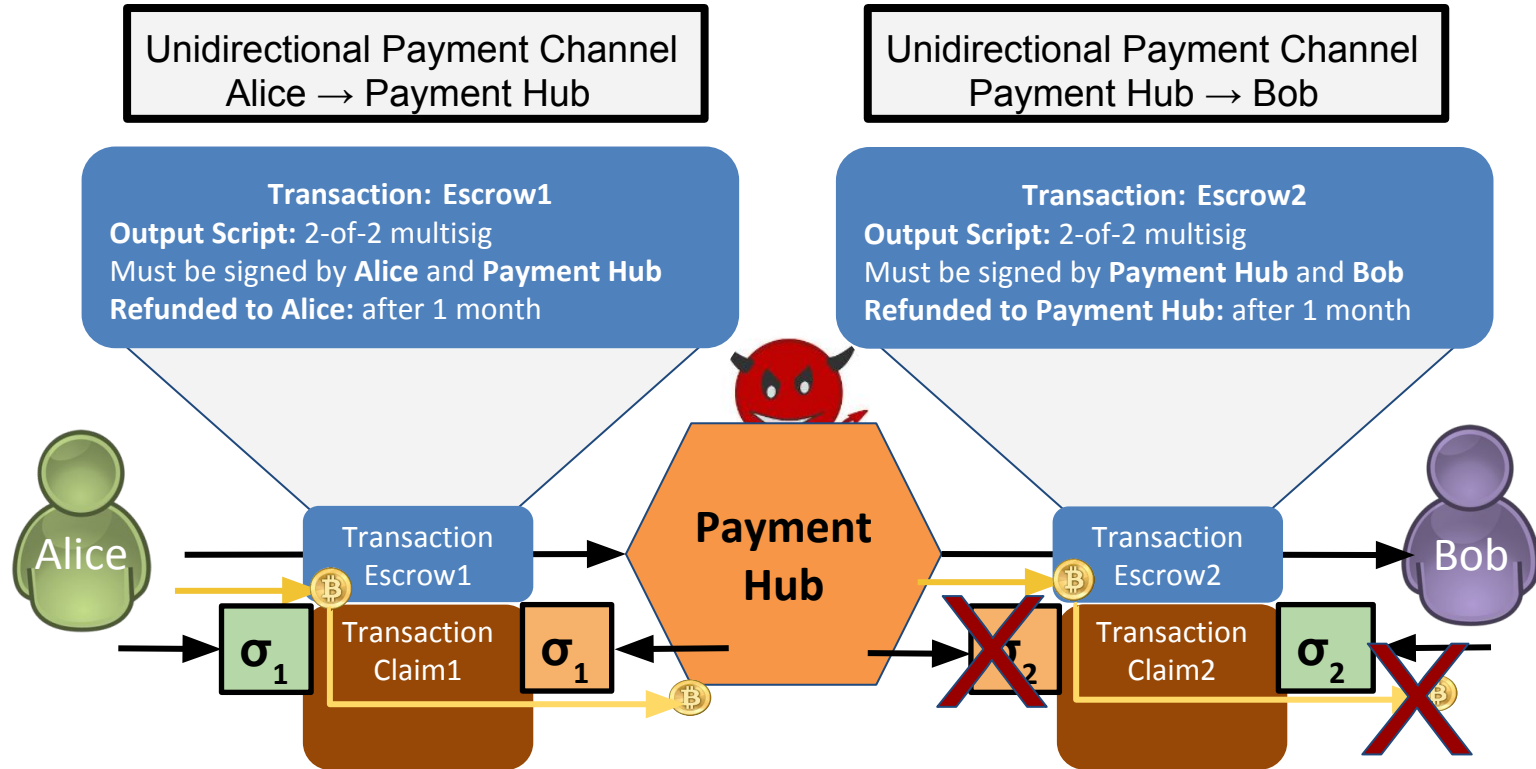 Unidirectional Payment Channel
Alice → Payment Hub
Unidirectional Payment Channel
Payment Hub → Bob
Transaction: Escrow1
Output Script: 2-of-2 multisig
Must be signed by Alice and Payment Hub
Refunded to Alice: after 1 month
Transaction: Escrow2
Output Script: 2-of-2 multisig
Must be signed by Payment Hub and Bob
Refunded to Payment Hub: after 1 month
Alice
Transaction
Escrow1
Payment
Hub
Transaction
Escrow2
Bob
σ1
Transaction
Claim1
σ1
σ2
Transaction
Claim2
σ2